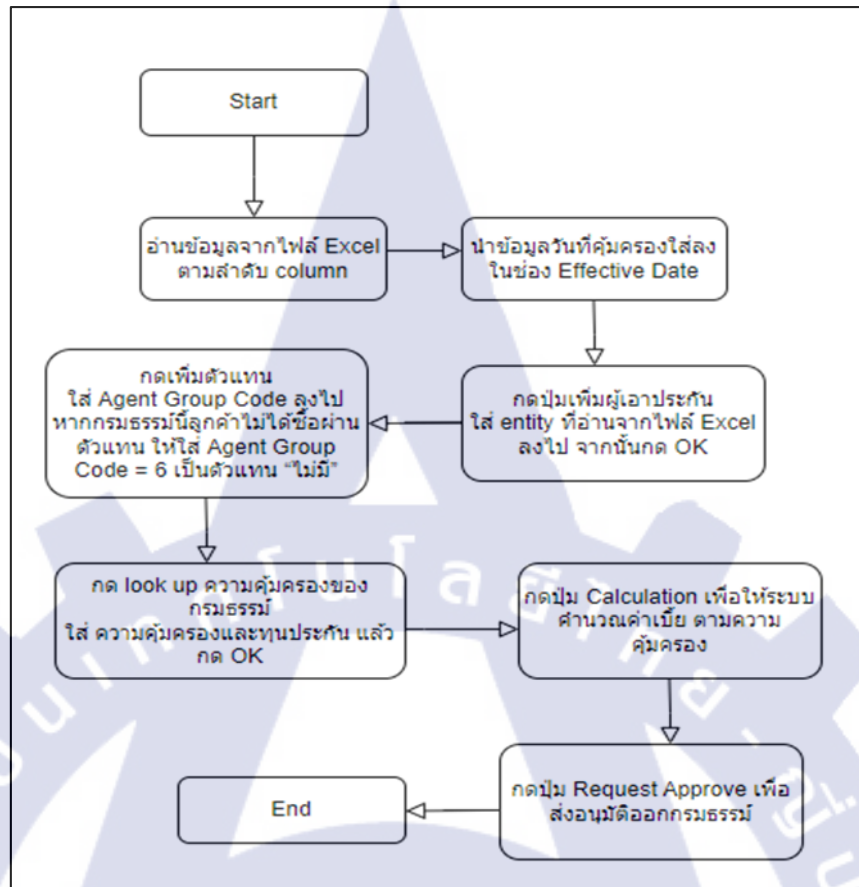 Start
อ่านข้อมูลจากไฟล์ Excel
ตามลำดับ column
นำข้อมูลวันที่คุ้มครองใส่ลง
ในช่อง Effective Date
กดปุ่มเพิ่มผู้เอาประกัน
ใส่ entity ที่อ่านจากไฟล์ Excel
ลงไป จากนั้นกด OK
กดเพิ่มตัวแทน
ใส่ Agent Group Code ลงไป
หากกรมธรรม์นี้ลูกค้าไม่ได้ซื้อผ่าน
ตัวแทน ให้ใส่ Agent Group
Code = 6 เป็นตัวแทน "ไม่มี"
กด look up ความคุ้มครองของ
กรมธรรม์
ใส่ ความคุ้มครองและทุนประกัน แล้ว
กด OK
กดปุ่ม Calculation เพื่อให้ระบบ
คำนวณค่าเบี้ย ตามความ
คุ้มครอง
กดปุ่ม Request Approve เพื่อ
ส่งอนุมัติออกกรมธรรม์
End